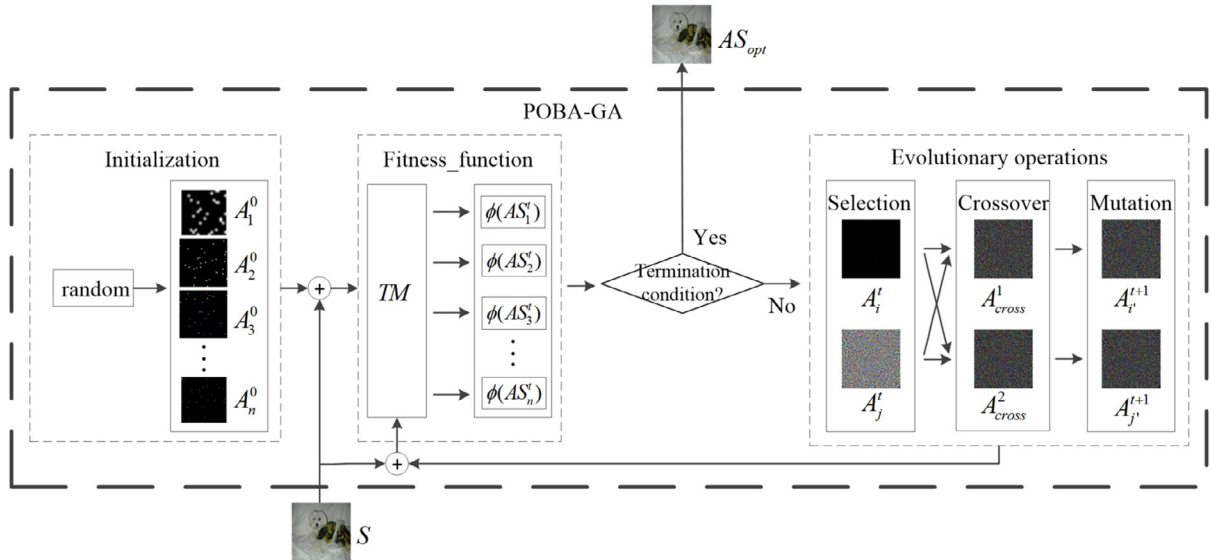 AS_opt
POBA-GA
Initialization
random
A_1^0
A_2^0
A_3^0
A_n^0
+
Fitness_function
TM
ϕ(AS_1^t)
ϕ(AS_2^t)
ϕ(AS_3^t)
ϕ(AS_n^t)
+
Termination
condition?
Yes
No
Evolutionary operations
Selection
A_i^t
A_j^t
Crossover
A_cross^1
A_cross^2
Mutation
A_i'^t+1
A_j'^t+1
S